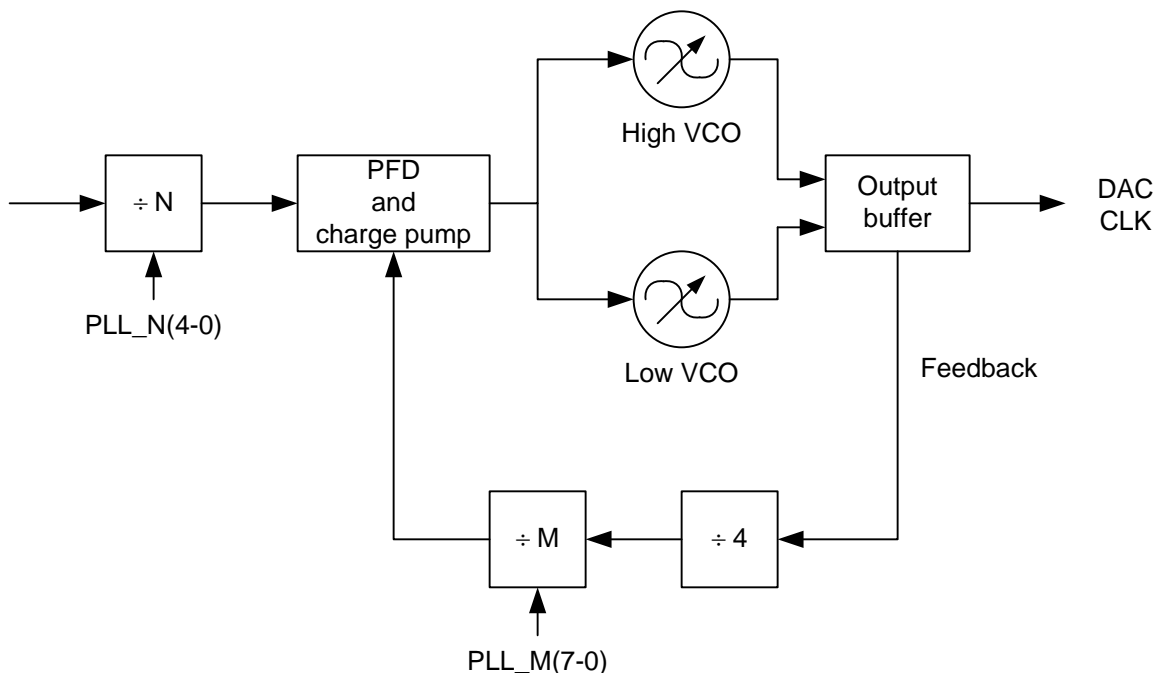 High VCO
÷ N
PFD
and
charge pump
Output
buffer
DAC
CLK
PLL_N(4-0)
Low VCO
Feedback
÷ M
÷ 4
PLL_M(7-0)